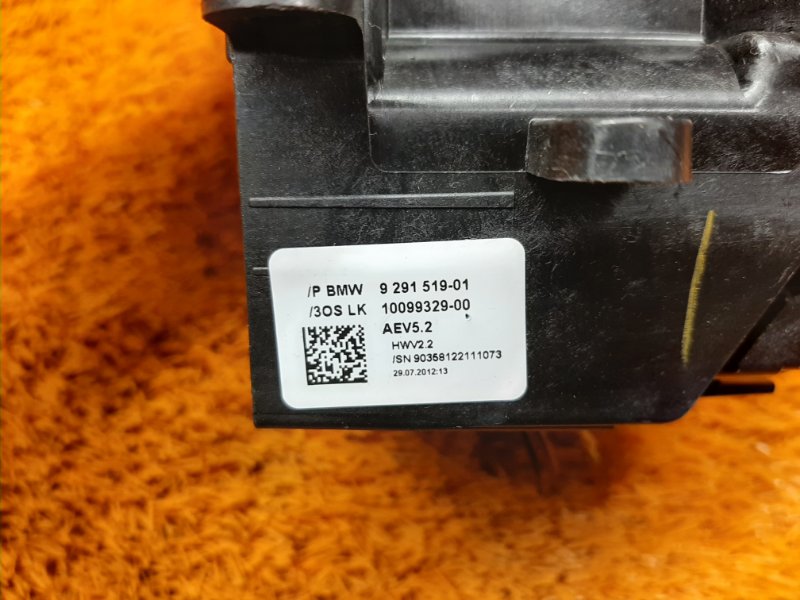 /P BMW 9 291 519-01
/3OS LK 10099329-00
AEV5.2
HWV2.2
/SN 90358122111073
29.07.2012:13